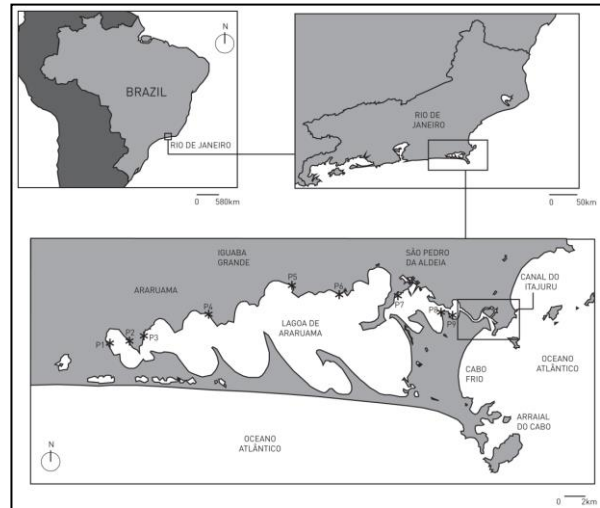 N
BRAZIL
RIO DE JANEIRO
0 580km
RIO DE
JANEIRO
0 50km
IGUABA
GRANDE
SÃO PEDRO
DA ALDEIA
CANAL DO
ITAJURU
ARARUAMA
P1
P2
P3
P4
P5
P6
P7
P8
P9
LAGOA DE
ARARUAMA
OCEANO
ATLÂNTICO
CABO
FRIO
ARRAIAL
DO CABO
OCEANO
ATLÂNTICO
N
0 2km